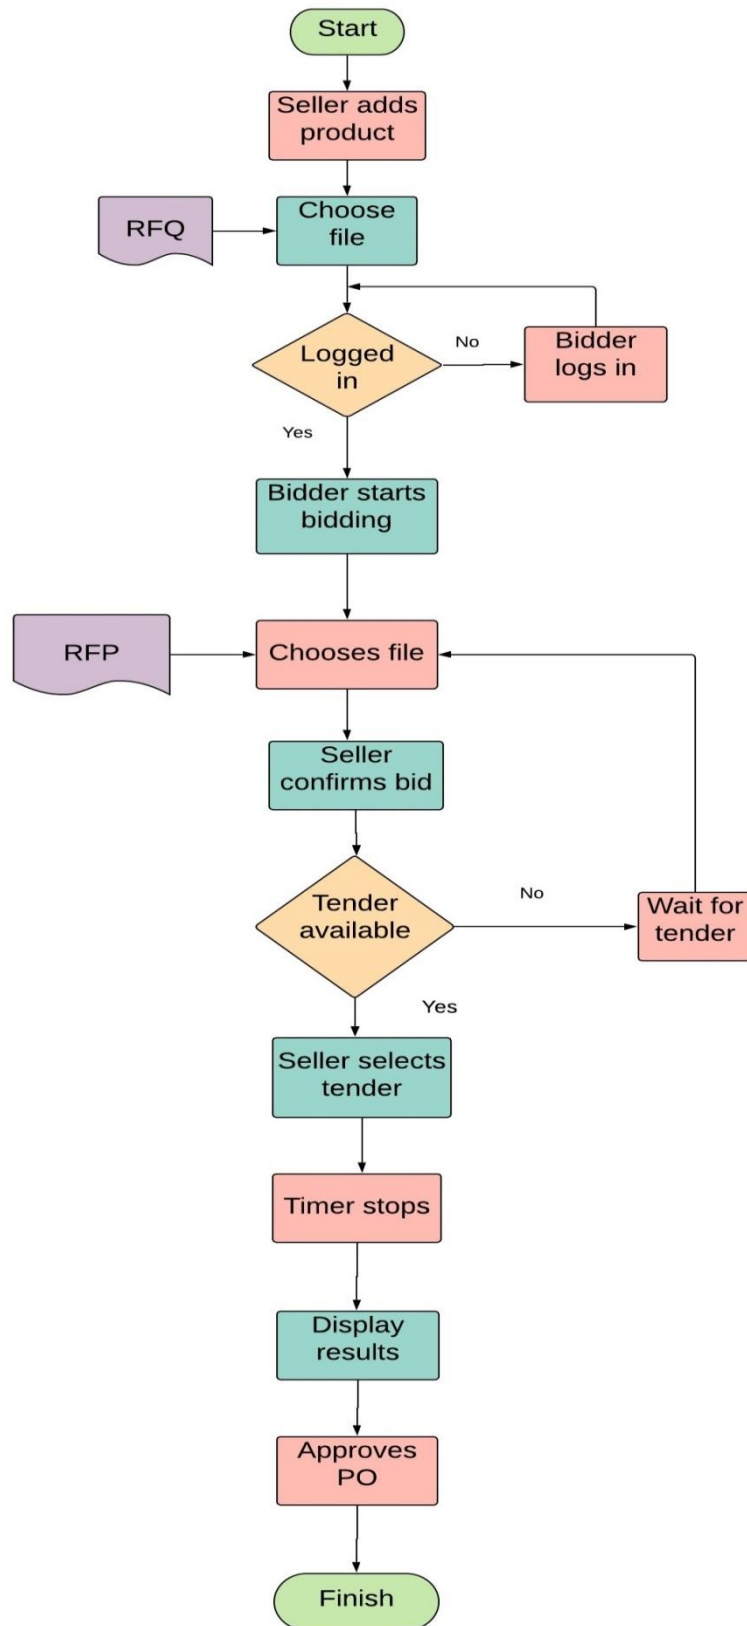 Start
Seller adds
product
RFQ
Choose
file
Logged
in
No
Bidder
logs in
Yes
Bidder starts
bidding
RFP
Chooses file
Seller
confirms bid
Tender
available
No
Wait for
tender
Yes
Seller selects
tender
Timer stops
Display
results
Approves
PO
Finish